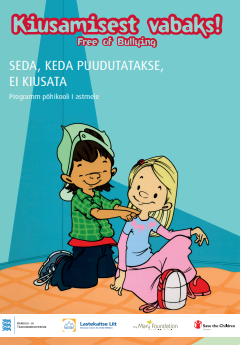 Kiusamisest vabaks!
Free of Bullying
SEDA, KEDA PUUDUTATAKSE,
EI KIUSATA
Programm põhikooli I astmele
Lastekaitse Liit
Mary Foundation
Save the Children